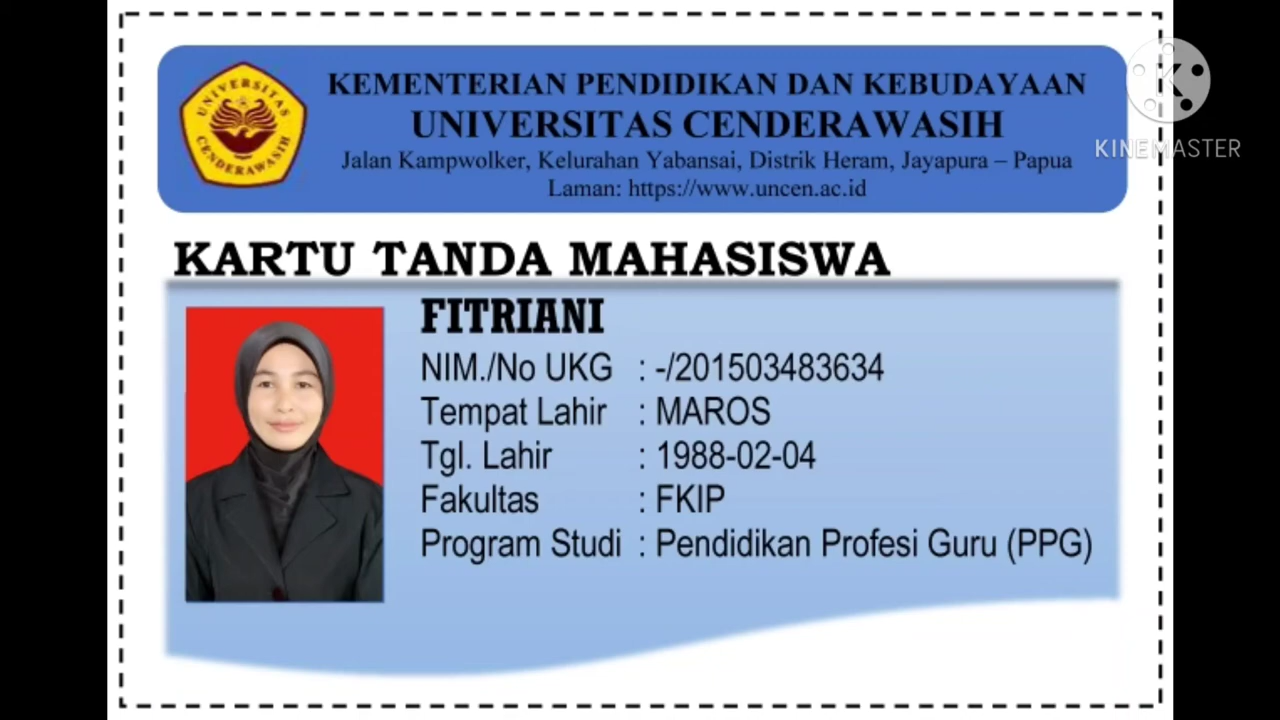 KEMENTERIAN PENDIDIKAN DAN KEBUDAYAAN
UNIVERSITAS CENDERAWASIH
Jalan Kampwolker, Kelurahan Yabansai, Distrik Heram, Jayapura – Papua
Laman: https://www.uncen.ac.id
UNIVERSITAS
CENDERAWASIH
KINEMASTER
KARTU TANDA MAHASISWA
FITRIANI
NIM./No UKG : -/201503483634
Tempat Lahir : MAROS
Tgl. Lahir : 1988-02-04
Fakultas : FKIP
Program Studi : Pendidikan Profesi Guru (PPG)